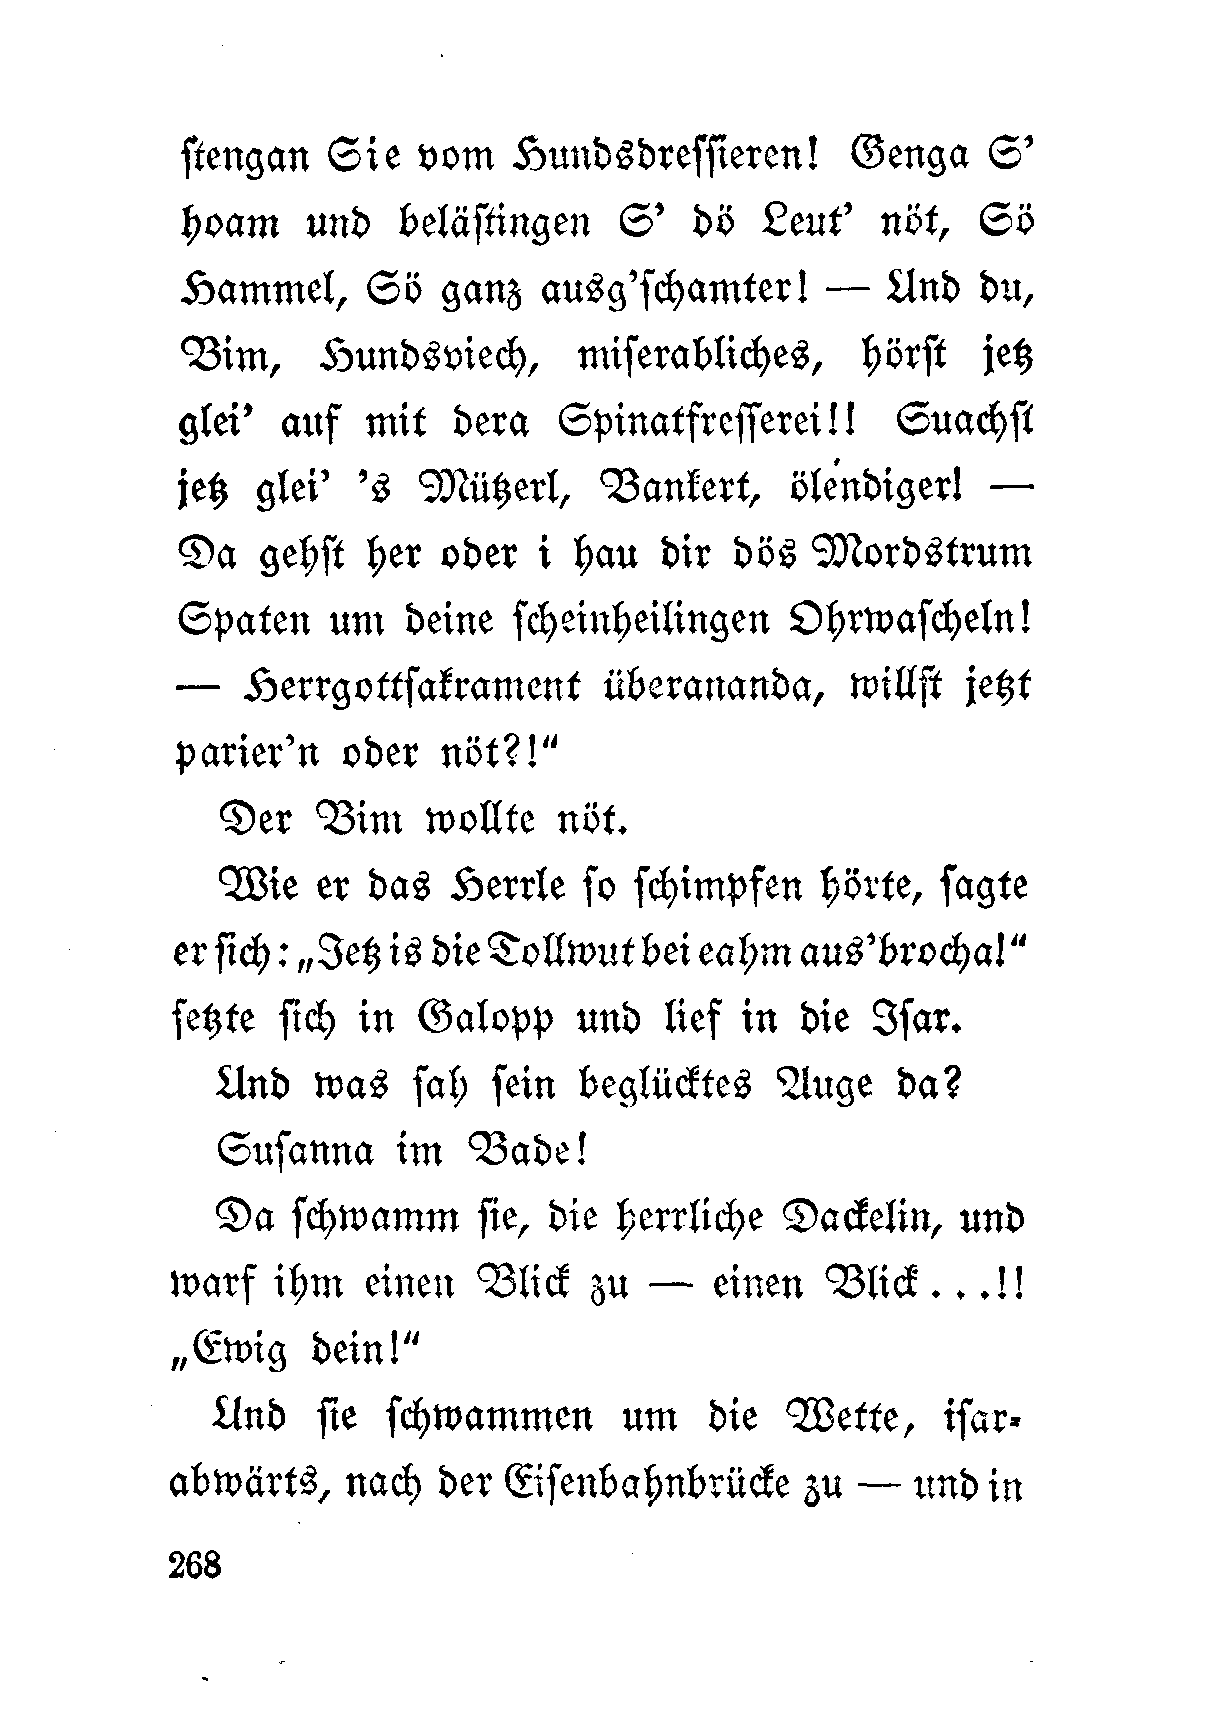 ſtengan Sie vom Hundsdreſſieren! Genga S’
hoam und beläſtingen S’ dö Leut’ nöt, Sö
Hammel, Sö ganz ausg’ſchamter! — Und du,
Bim, Hundsviech, miſerabliches, hörſt jetz
glei’ auf mit dera Spinatfreſſerei!! Suachſt
jetz glei’ ’s Mützerl, Bankert, ölendiger! —
Da gehſt her oder i hau dir dös Mordstrum
Spaten um deine ſcheinheilingen Ohrwaſcheln!
— Herrgottſakrament überananda, willſt jetzt
parier’n oder nöt?!“
Der Bim wollte nöt.
Wie er das Herrle ſo ſchimpfen hörte, ſagte
er ſich: „Jetz is die Tollwut bei eahm aus’brocha!“
ſetzte ſich in Galopp und lief in die Iſar.
Und was ſah ſein beglücktes Auge da?
Suſanna im Bade!
Da ſchwamm ſie, die herrliche Dackelin, und
warf ihm einen Blick zu — einen Blick . . .!!
„Ewig dein!“
Und ſie ſchwammen um die Wette, iſar-
abwärts, nach der Eiſenbahnbrücke zu — und in
268